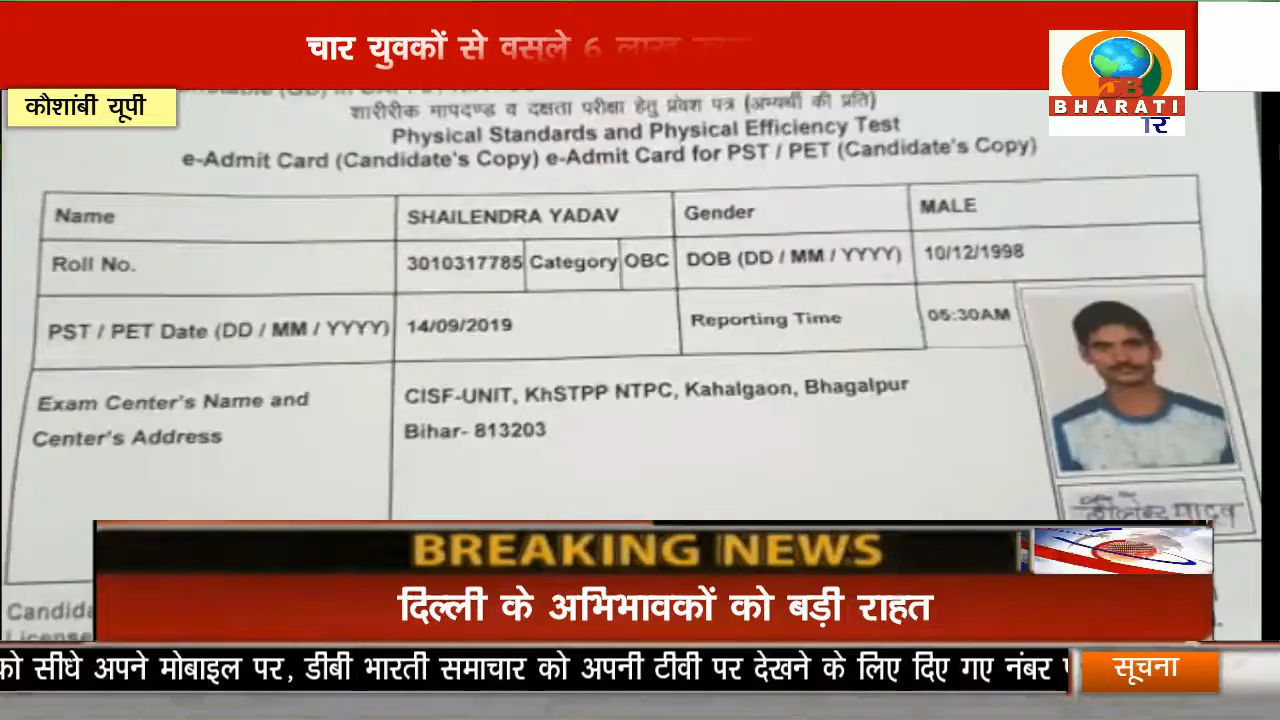 चार युवकों से वसूले 6 लाख
कौशांबी यूपी
DB
BHARATI
शारीरीक मापदण्ड व दक्षता परीक्षा हेतु प्रवेश पत्र (अभ्यर्थी की प्रति)
Physical Standards and Physical Efficiency Test
e-Admit Card (Candidate's Copy) e-Admit Card for PST / PET (Candidate's Copy)
Name SHAILENDRA YADAV Gender MALE
Roll No. 3010317785 Category OBC DOB (DD / MM / YYYY) 10/12/1998
PST / PET Date (DD / MM / YYYY) 14/09/2019 Reporting Time 05:30AM
Exam Center's Name and CISF-UNIT, KhSTPP NTPC, Kahalgaon, Bhagalpur
Center's Address Bihar- 813203
यादव
BREAKING NEWS
दिल्ली के अभिभावकों को बड़ी राहत
को सीधे अपने मोबाइल पर, डीबी भारती समाचार को अपनी टीवी पर देखने के लिए दिए गए नंबर
सूचना